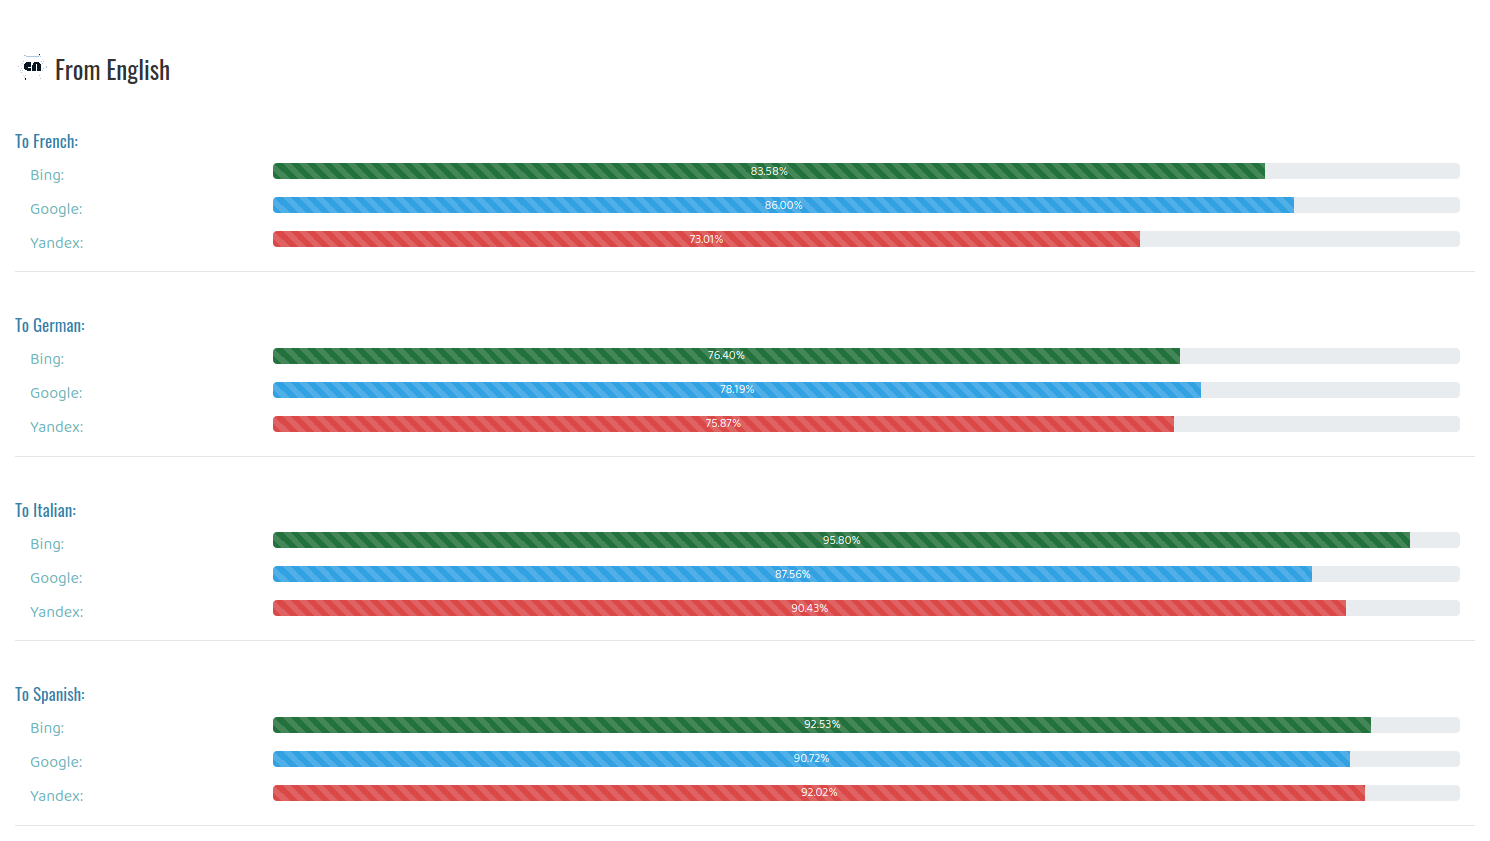 en From English
To French:
Bing: 83.58%
Google: 86.00%
Yandex: 73.01%
To German:
Bing: 76.40%
Google: 78.19%
Yandex: 75.87%
To Italian:
Bing: 95.80%
Google: 87.56%
Yandex: 90.43%
To Spanish:
Bing: 92.53%
Google: 90.72%
Yandex: 92.02%